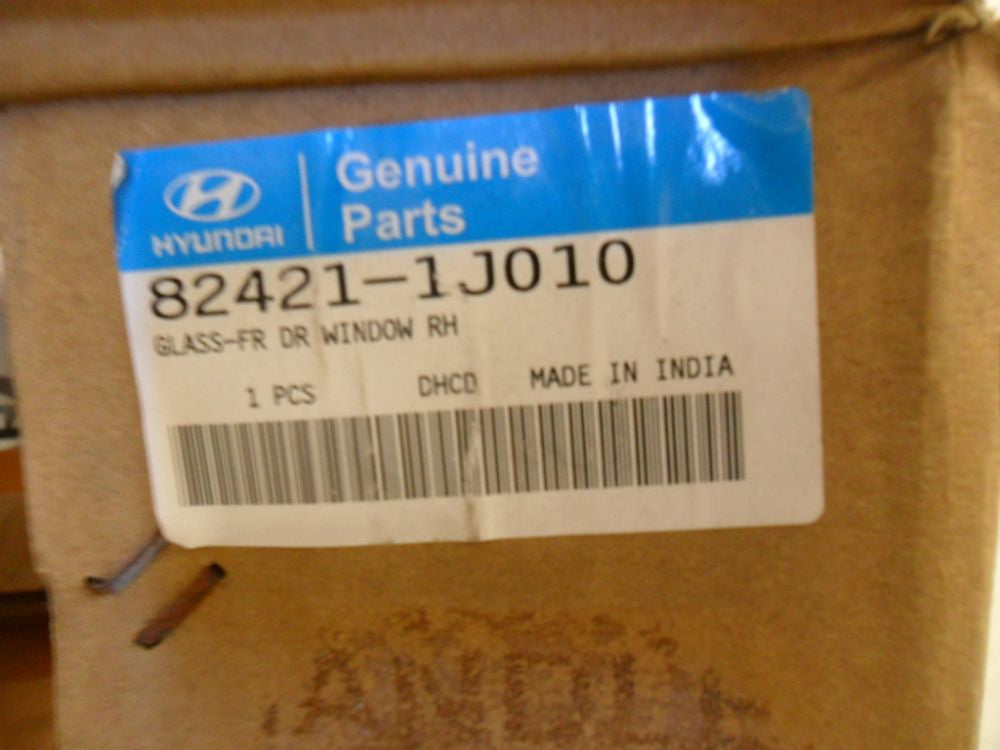 HYUNDAI
Genuine
Parts
82421-1J010
GLASS-FR DR WINDOW RH
1 PCS DHCD MADE IN INDIA